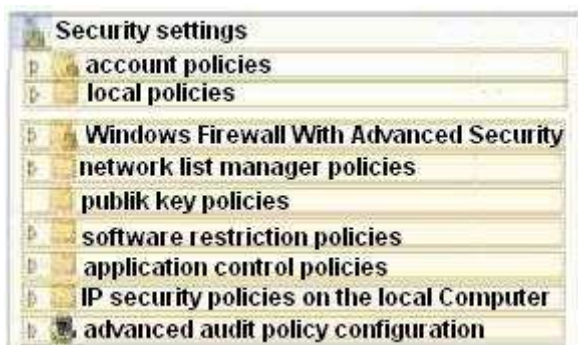 Security settings
account policies
local policies
Windows Firewall With Advanced Security
network list manager policies
publik key policies
software restriction policies
application control policies
IP security policies on the local Computer
advanced audit policy configuration